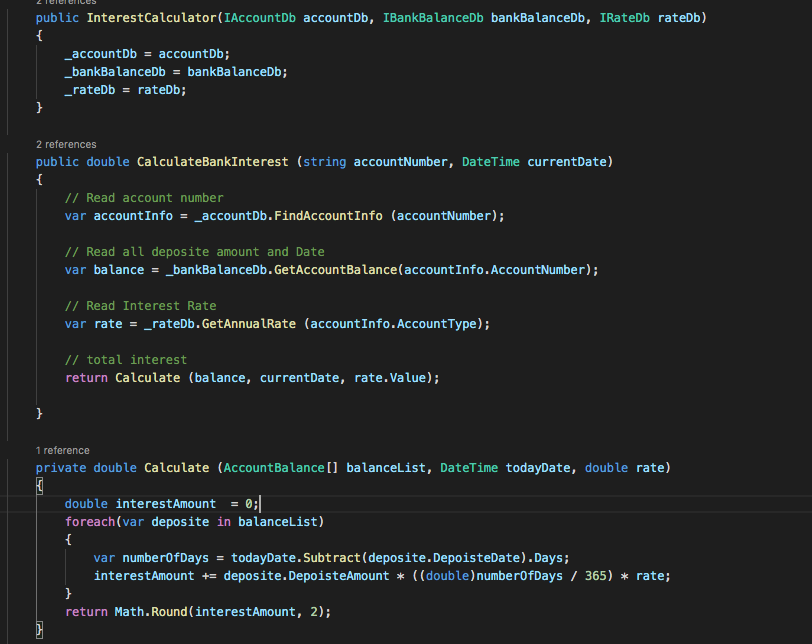 2 references
public InterestCalculator(IAccountDb accountDb, IBankBalanceDb bankBalanceDb, IRateDb rateDb)
{
_accountDb = accountDb;
_bankBalanceDb = bankBalanceDb;
_rateDb = rateDb;
}
2 references
public double CalculateBankInterest (string accountNumber, DateTime currentDate)
{
// Read account number
var accountInfo = _accountDb.FindAccountInfo (accountNumber);
// Read all deposite amount and Date
var balance = _bankBalanceDb.GetAccountBalance(accountInfo.AccountNumber);
// Read Interest Rate
var rate = _rateDb.GetAnnualRate (accountInfo.AccountType);
// total interest
return Calculate (balance, currentDate, rate.Value);
}
1 reference
private double Calculate (AccountBalance[] balanceList, DateTime todayDate, double rate)
{
double interestAmount  = 0;
foreach(var deposite in balanceList)
{
var numberOfDays = todayDate.Subtract(deposite.DepoisteDate).Days;
interestAmount += deposite.DepoisteAmount * ((double)numberOfDays / 365) * rate;
}
return Math.Round(interestAmount, 2);
}